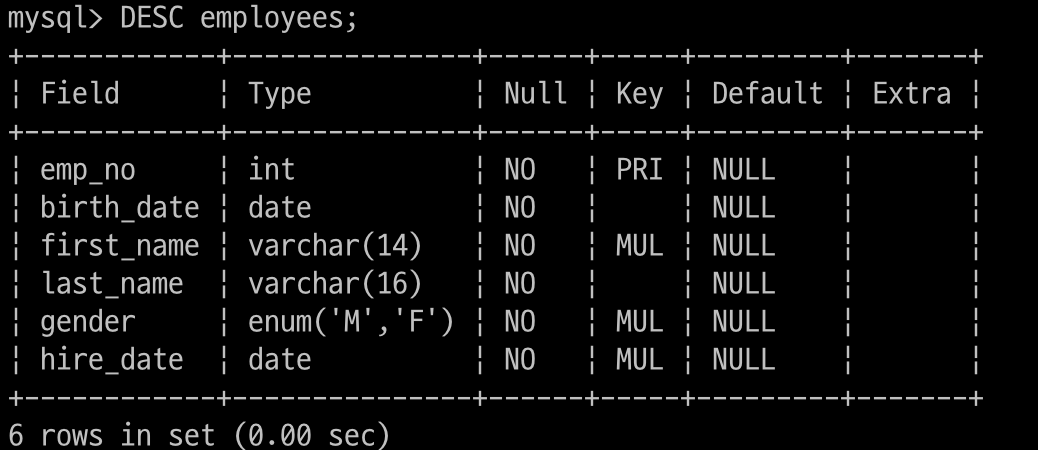 mysql> DESC employees;
+------------+---------------+------+-----+---------+-------+
| Field      | Type          | Null | Key | Default | Extra |
+------------+---------------+------+-----+---------+-------+
| emp_no     | int           | NO   | PRI | NULL    |       |
| birth_date | date          | NO   |     | NULL    |       |
| first_name | varchar(14)   | NO   | MUL | NULL    |       |
| last_name  | varchar(16)   | NO   |     | NULL    |       |
| gender     | enum('M','F') | NO   | MUL | NULL    |       |
| hire_date  | date          | NO   | MUL | NULL    |       |
+------------+---------------+------+-----+---------+-------+
6 rows in set (0.00 sec)